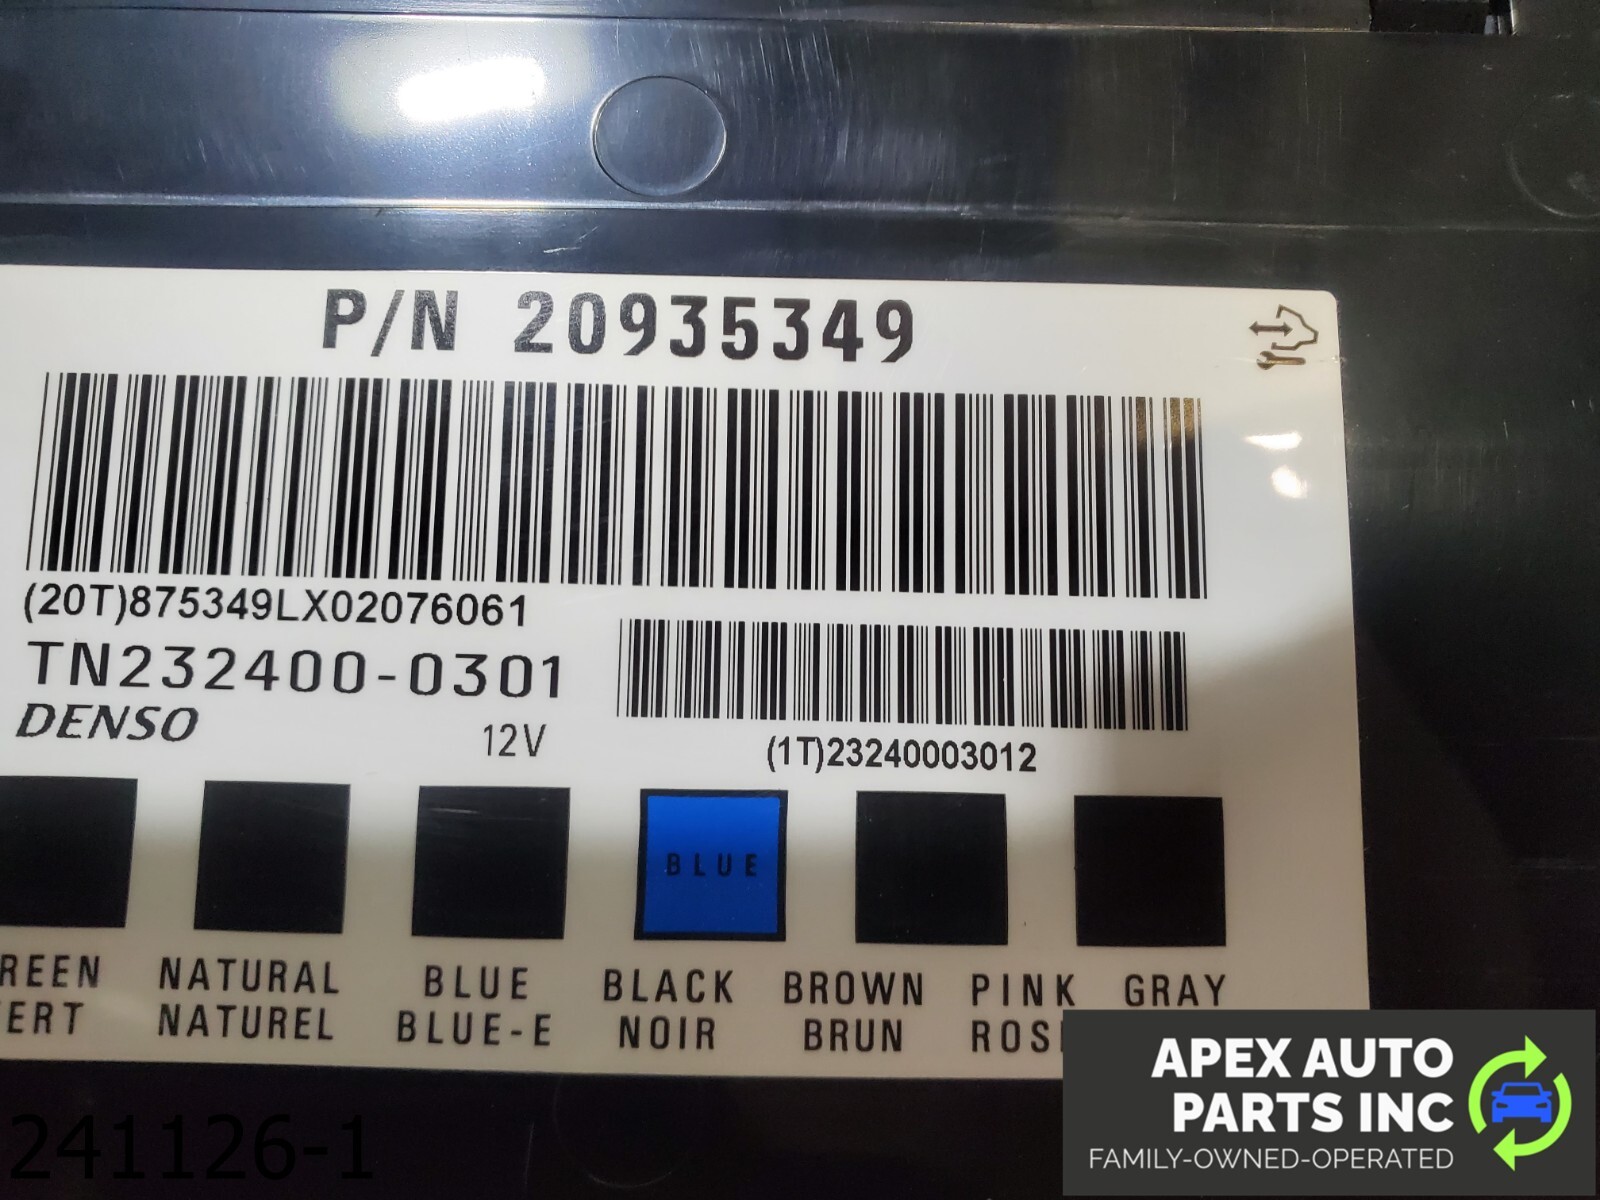 P/N 20935349
(20T)875349LX02076061
TN232400-0301
DENSO 12V
(1T)23240003012
BLUE
REEN NATURAL BLUE BLACK BROWN PINK GRAY
ERT NATUREL BLUE-E NOIR BRUN ROS
241126-1
APEX AUTO
PARTS INC
FAMILY-OWNED-OPERATED